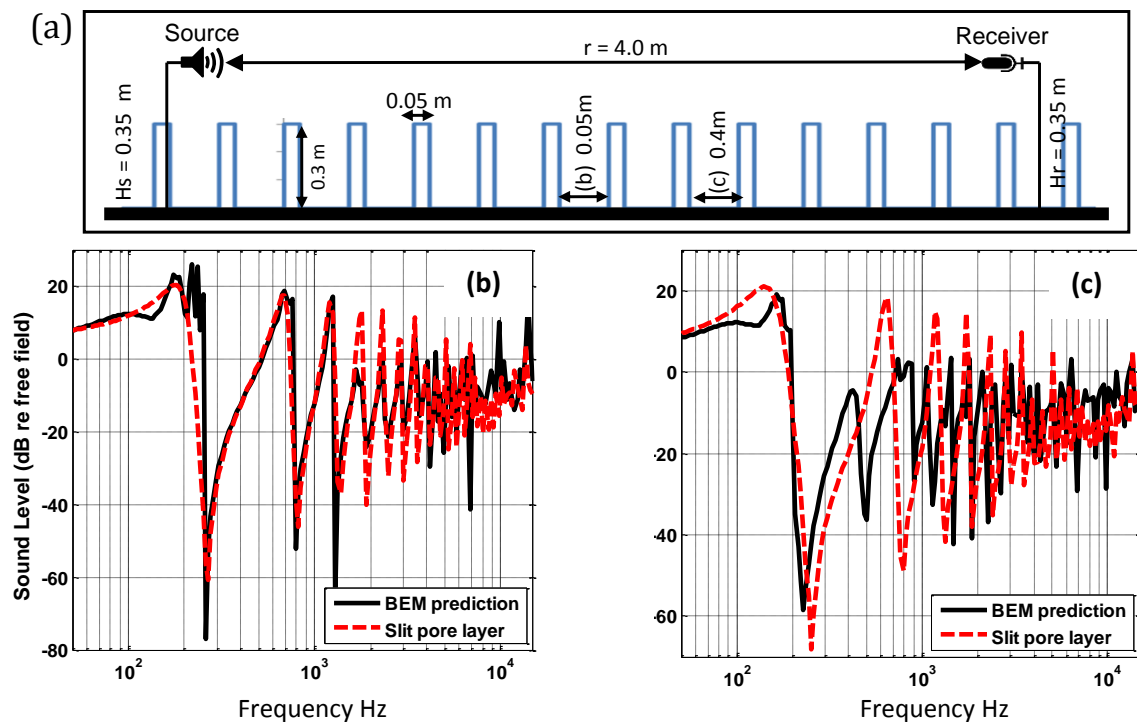 (a)
Source
r = 4.0 m
Receiver
Hs = 0.35 m
0.05 m
0.3 m
(b) 0.05m
(c) 0.4m
Hr = 0.35 m
Sound Level (dB re free field)
20
0
-20
-40
-60
-80
(b)
BEM prediction
Slit pore layer
10²
10³
10⁴
Frequency Hz
20
0
-20
-40
-60
(c)
BEM prediction
Slit pore layer
10²
10³
10⁴
Frequency Hz